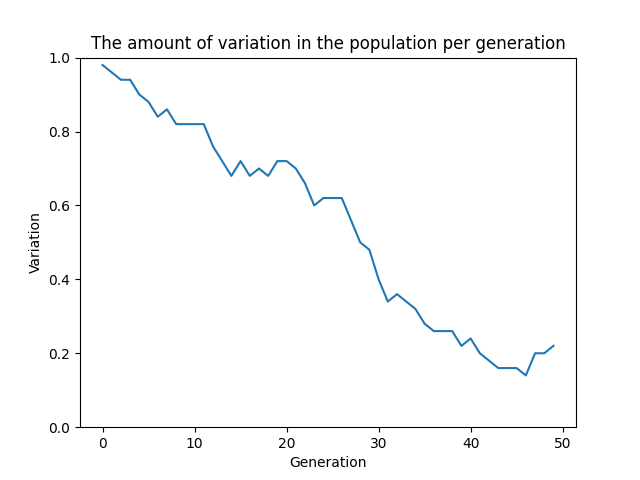 The amount of variation in the population per generation
1.0
0.8
0.6
0.4
0.2
0.0
Variation
0 10 20 30 40 50
Generation